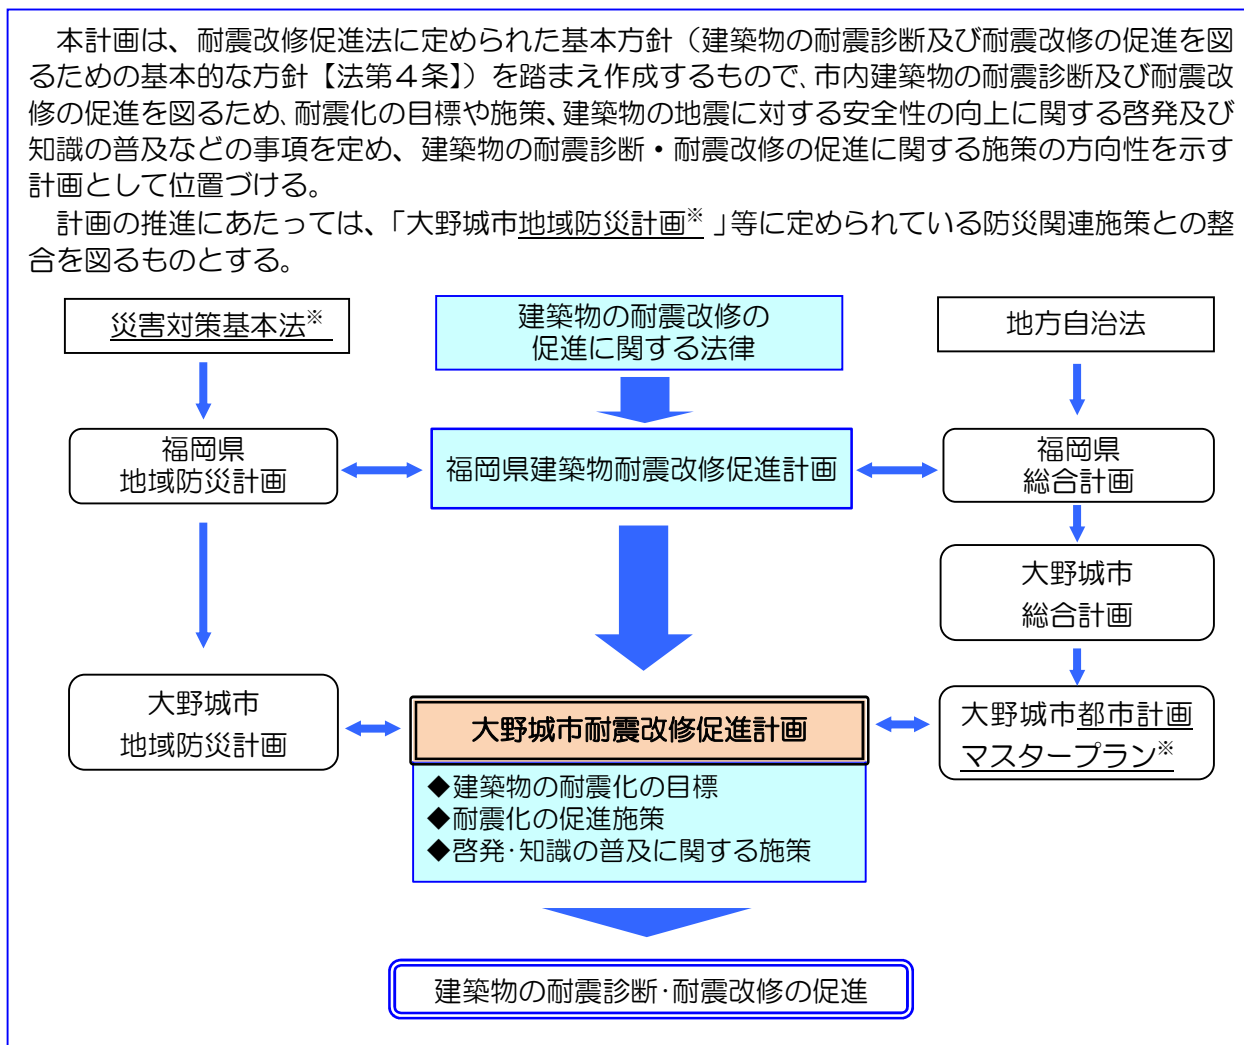 本計画は、耐震改修促進法に定められた基本方針（建築物の耐震診断及び耐震改修の促進を図
るための基本的な方針【法第４条】）を踏まえ作成するもので、市内建築物の耐震診断及び耐震改
修の促進を図るため、耐震化の目標や施策、建築物の地震に対する安全性の向上に関する啓発及び
知識の普及などの事項を定め、建築物の耐震診断・耐震改修の促進に関する施策の方向性を示す
計画として位置づける。
計画の推進にあたっては、「大野城市地域防災計画※ 」等に定められている防災関連施策との整
合を図るものとする。
災害対策基本法※
建築物の耐震改修の
促進に関する法律
地方自治法
福岡県
地域防災計画
福岡県建築物耐震改修促進計画
福岡県
総合計画
大野城市
総合計画
大野城市
地域防災計画
大野城市耐震改修促進計画
大野城市都市計画
マスタープラン※
◆建築物の耐震化の目標
◆耐震化の促進施策
◆啓発・知識の普及に関する施策
建築物の耐震診断・耐震改修の促進